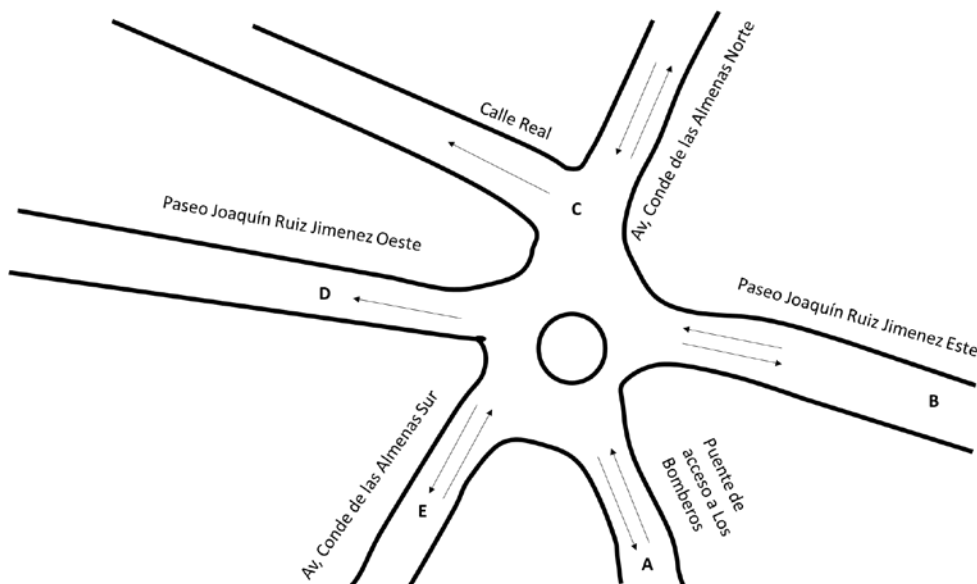 Calle Real
Av, Conde de las Almenas Norte
C
Paseo Joaquín Ruiz Jimenez Oeste
D
Paseo Joaquín Ruiz Jimenez Este
B
Av, Conde de las Almenas Sur
E
Puente de
acceso a Los
Bomberos
A